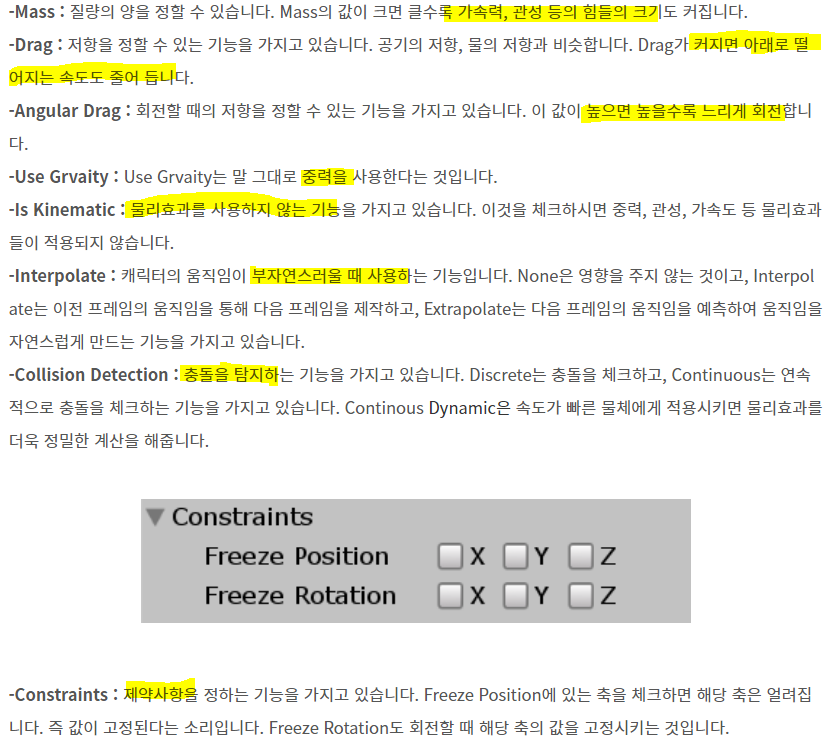 -Mass : 질량의 양을 정할 수 있습니다. Mass의 값이 크면 클수록 가속력, 관성 등의 힘들의 크기도 커집니다.
-Drag : 저항을 정할 수 있는 기능을 가지고 있습니다. 공기의 저항, 물의 저항과 비슷합니다. Drag가 커지면 아래로 떨
어지는 속도도 줄어 듭니다.
-Angular Drag : 회전할 때의 저항을 정할 수 있는 기능을 가지고 있습니다. 이 값이 높으면 높을수록 느리게 회전합니
다.
-Use Grvaity : Use Grvaity는 말 그대로 중력을 사용한다는 것입니다.
-Is Kinematic : 물리효과를 사용하지 않는 기능을 가지고 있습니다. 이것을 체크하시면 중력, 관성, 가속도 등 물리효과
들이 적용되지 않습니다.
-Interpolate : 캐릭터의 움직임이 부자연스러울 때 사용하는 기능입니다. None은 영향을 주지 않는 것이고, Interpol
ate는 이전 프레임의 움직임을 통해 다음 프레임을 제작하고, Extrapolate는 다음 프레임의 움직임을 예측하여 움직임을
자연스럽게 만드는 기능을 가지고 있습니다.
-Collision Detection : 충돌을 탐지하는 기능을 가지고 있습니다. Discrete는 충돌을 체크하고, Continuous는 연속
적으로 충돌을 체크하는 기능을 가지고 있습니다. Continous Dynamic은 속도가 빠른 물체에게 적용시키면 물리효과를
더욱 정밀한 계산을 해줍니다.
Constraints
Freeze Position X Y Z
Freeze Rotation X Y Z
-Constraints : 제약사항을 정하는 기능을 가지고 있습니다. Freeze Position에 있는 축을 체크하면 해당 축은 얼려집
니다. 즉 값이 고정된다는 소리입니다. Freeze Rotation도 회전할 때 해당 축의 값을 고정시키는 것입니다.